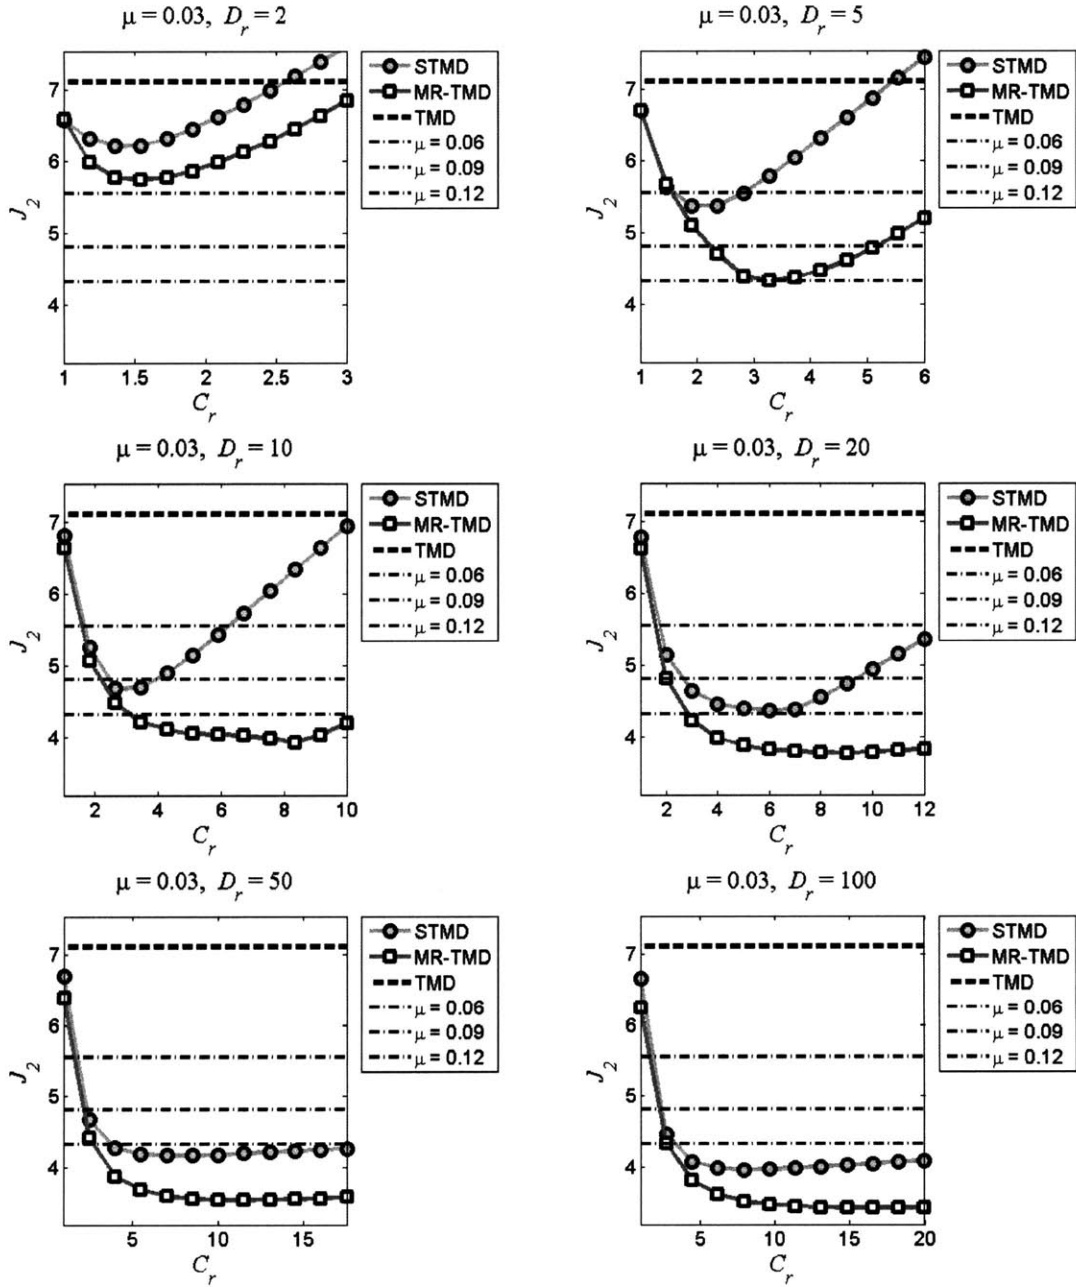 μ = 0.03, D_r = 2
7
6
5
4
J_2
1
1.5
2
2.5
3
C_r
STMD
MR-TMD
TMD
μ = 0.06
μ = 0.09
μ = 0.12
μ = 0.03, D_r = 5
7
6
5
4
J_2
1
2
3
4
5
6
C_r
STMD
MR-TMD
TMD
μ = 0.06
μ = 0.09
μ = 0.12
μ = 0.03, D_r = 10
7
6
5
4
J_2
2
4
6
8
10
C_r
STMD
MR-TMD
TMD
μ = 0.06
μ = 0.09
μ = 0.12
μ = 0.03, D_r = 20
7
6
5
4
J_2
2
4
6
8
10
12
C_r
STMD
MR-TMD
TMD
μ = 0.06
μ = 0.09
μ = 0.12
μ = 0.03, D_r = 50
7
6
5
4
J_2
5
10
15
C_r
STMD
MR-TMD
TMD
μ = 0.06
μ = 0.09
μ = 0.12
μ = 0.03, D_r = 100
7
6
5
4
J_2
5
10
15
20
C_r
STMD
MR-TMD
TMD
μ = 0.06
μ = 0.09
μ = 0.12